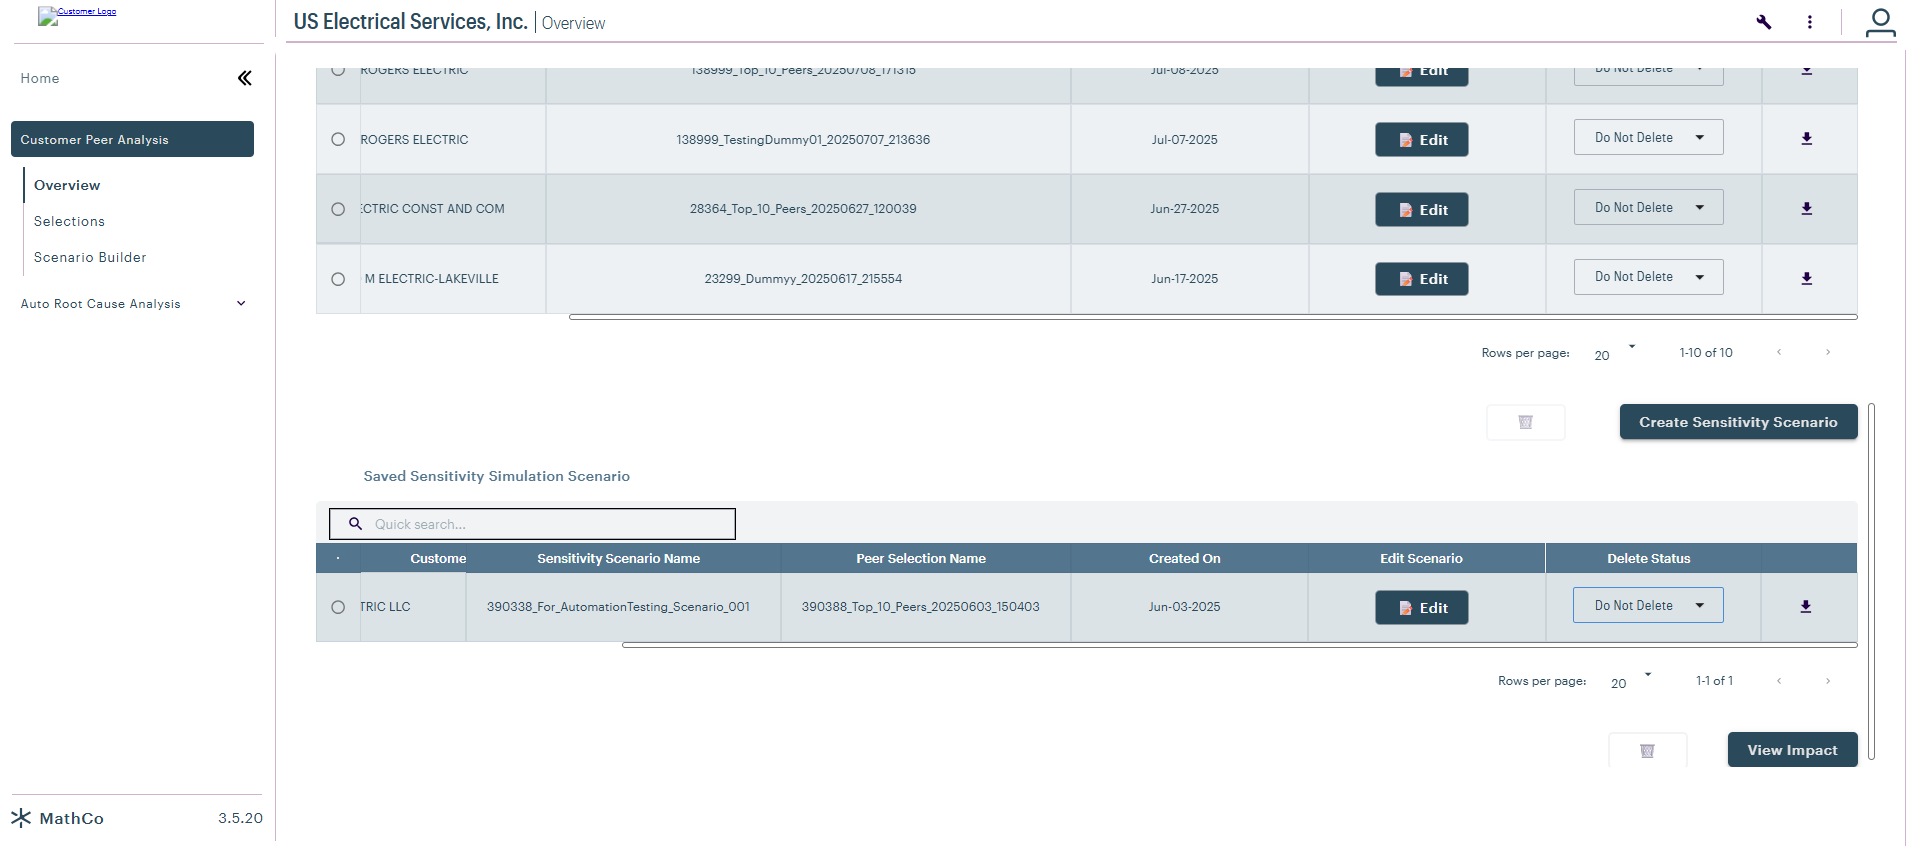 Customer Logo
US Electrical Services, Inc. Overview
Home
Customer Peer Analysis
Overview
Selections
Scenario Builder
Auto Root Cause Analysis
MathCo 3.5.20
ROGERS ELECTRIC 138999_Top_10_Peers_20250708_171315 Jul-08-2025 Edit Do Not Delete
ROGERS ELECTRIC 138999_TestingDummy01_20250707_213636 Jul-07-2025 Edit Do Not Delete
CTRIC CONST AND COM 28364_Top_10_Peers_20250627_120039 Jun-27-2025 Edit Do Not Delete
M ELECTRIC-LAKEVILLE 23299_Dummyy_20250617_215554 Jun-17-2025 Edit Do Not Delete
Rows per page: 20 1-10 of 10
Create Sensitivity Scenario
Saved Sensitivity Simulation Scenario
Quick search...
Custome Sensitivity Scenario Name Peer Selection Name Created On Edit Scenario Delete Status
TRIC LLC 390338_For_AutomationTesting_Scenario_001 390388_Top_10_Peers_20250603_150403 Jun-03-2025 Edit Do Not Delete
Rows per page: 20 1-1 of 1
View Impact